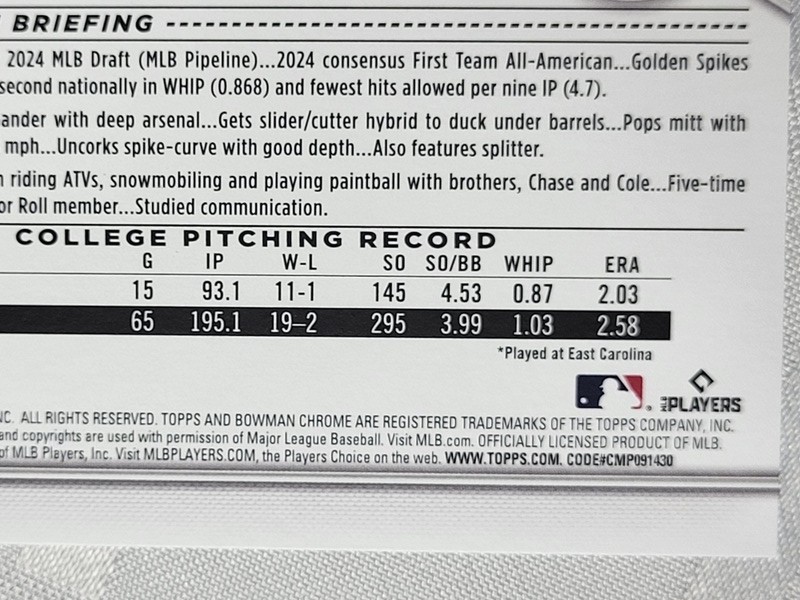 BRIEFING
2024 MLB Draft (MLB Pipeline)...2024 consensus First Team All-American...Golden Spikes
second nationally in WHIP (0.868) and fewest hits allowed per nine IP (4.7).
ander with deep arsenal...Gets slider/cutter hybrid to duck under barrels...Pops mitt with
mph...Uncorks spike-curve with good depth...Also features splitter.
riding ATVs, snowmobiling and playing paintball with brothers, Chase and Cole...Five-time
or Roll member...Studied communication.
COLLEGE PITCHING RECORD
G IP W-L SO SO/BB WHIP ERA
15 93.1 11-1 145 4.53 0.87 2.03
65 195.1 19–2 295 3.99 1.03 2.58
*Played at East Carolina
MLB PLAYERS
NC. ALL RIGHTS RESERVED. TOPPS AND BOWMAN CHROME ARE REGISTERED TRADEMARKS OF THE TOPPS COMPANY, INC.
and copyrights are used with permission of Major League Baseball. Visit MLB.com. OFFICIALLY LICENSED PRODUCT OF MLB.
of MLB Players, Inc. Visit MLBPLAYERS.COM, the Players Choice on the web. WWW.TOPPS.COM. CODE#CMP091430